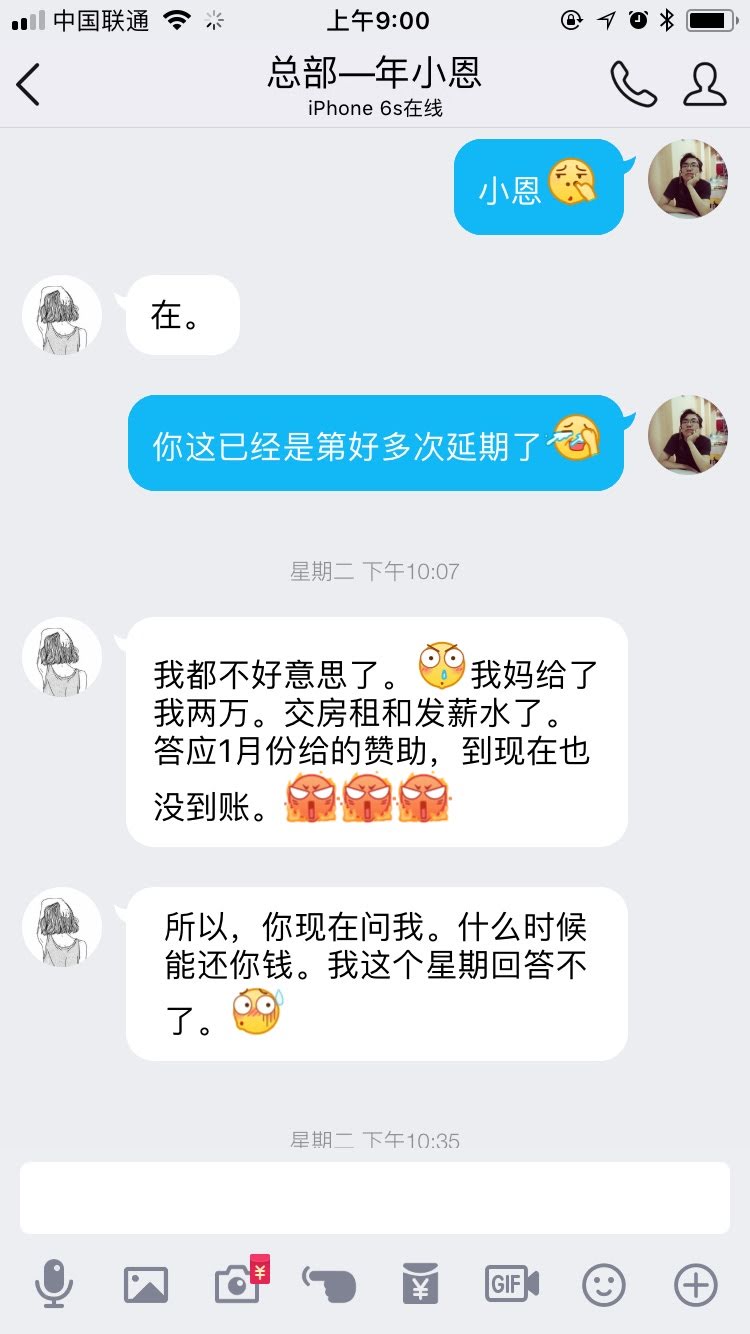 中国联通 上午9:00
总部—年小恩
iPhone 6s在线
小恩
在。
你这已经是第好多次延期了
星期二 下午10:07
我都不好意思了。我妈给了
我两万。交房租和发薪水了。
答应1月份给的赞助，到现在也
没到账。
所以，你现在问我。什么时候
能还你钱。我这个星期回答不
了。
星期二 下午10:35
¥
¥
GIF